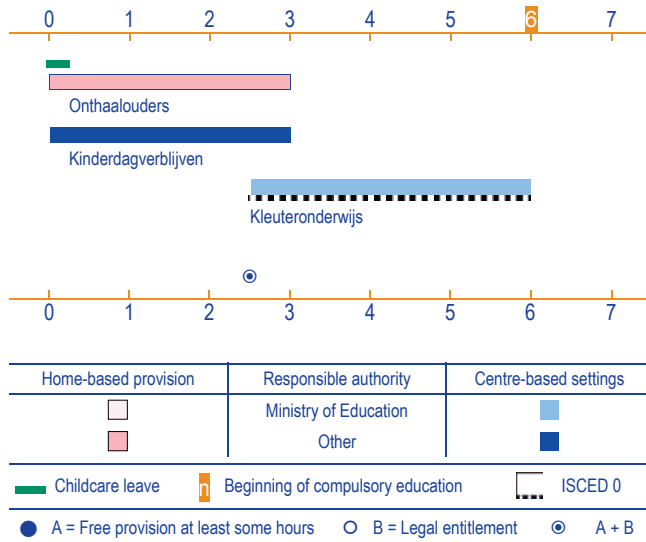 0 1 2 3 4 5 6 7
Onthaalouders
Kinderdagverblijven
Kleuteronderwijs
0 1 2 3 4 5 6 7
Home-based provision Responsible authority Centre-based settings
Ministry of Education
Other
Childcare leave n Beginning of compulsory education ISCED 0
A = Free provision at least some hours B = Legal entitlement A + B